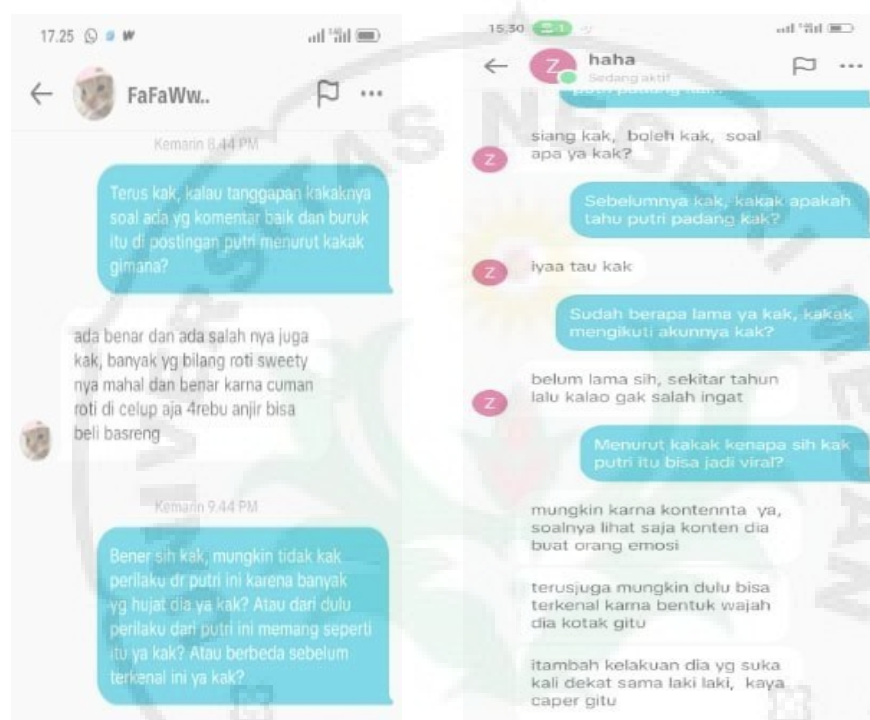 17.25
FaFaWw..
Kemarin 8.44 PM
Terus kak, kalau tanggapan kakaknya
soal ada yg komentar baik dan buruk
itu di postingan putri menurut kakak
gimana?
ada benar dan ada salah nya juga
kak, banyak yg bilang roti sweety
nya mahal dan benar karna cuman
roti di celup aja 4rebu anjir bisa
beli basreng
Kemarin 9.44 PM
Bener sih kak, mungkin tidak kak
perilaku dr putri ini karena banyak
yg hujat dia ya kak? Atau dari dulu
perilaku dari putri ini memang seperti
itu ya kak? Atau berbeda sebelum
terkenal ini ya kak?
15.30
Z
haha
Sedang aktif
putri padang kak?
siang kak, boleh kak, soal
apa ya kak?
Z
Sebelumnya kak, kakak apakah
tahu putri padang kak?
iyaa tau kak
Z
Sudah berapa lama ya kak, kakak
mengikuti akunnya kak?
belum lama sih, sekitar tahun
lalu kalao gak salah ingat
Z
Menurut kakak kenapa sih kak
putri itu bisa jadi viral?
mungkin karna kontennta ya,
soalnya lihat saja konten dia
buat orang emosi
terusjuga mungkin dulu bisa
terkenal karna bentuk wajah
dia kotak gitu
itambah kelakuan dia yg suka
kali dekat sama laki laki, kaya
caper gitu
UNIVERSITAS NEGERI MEDAN